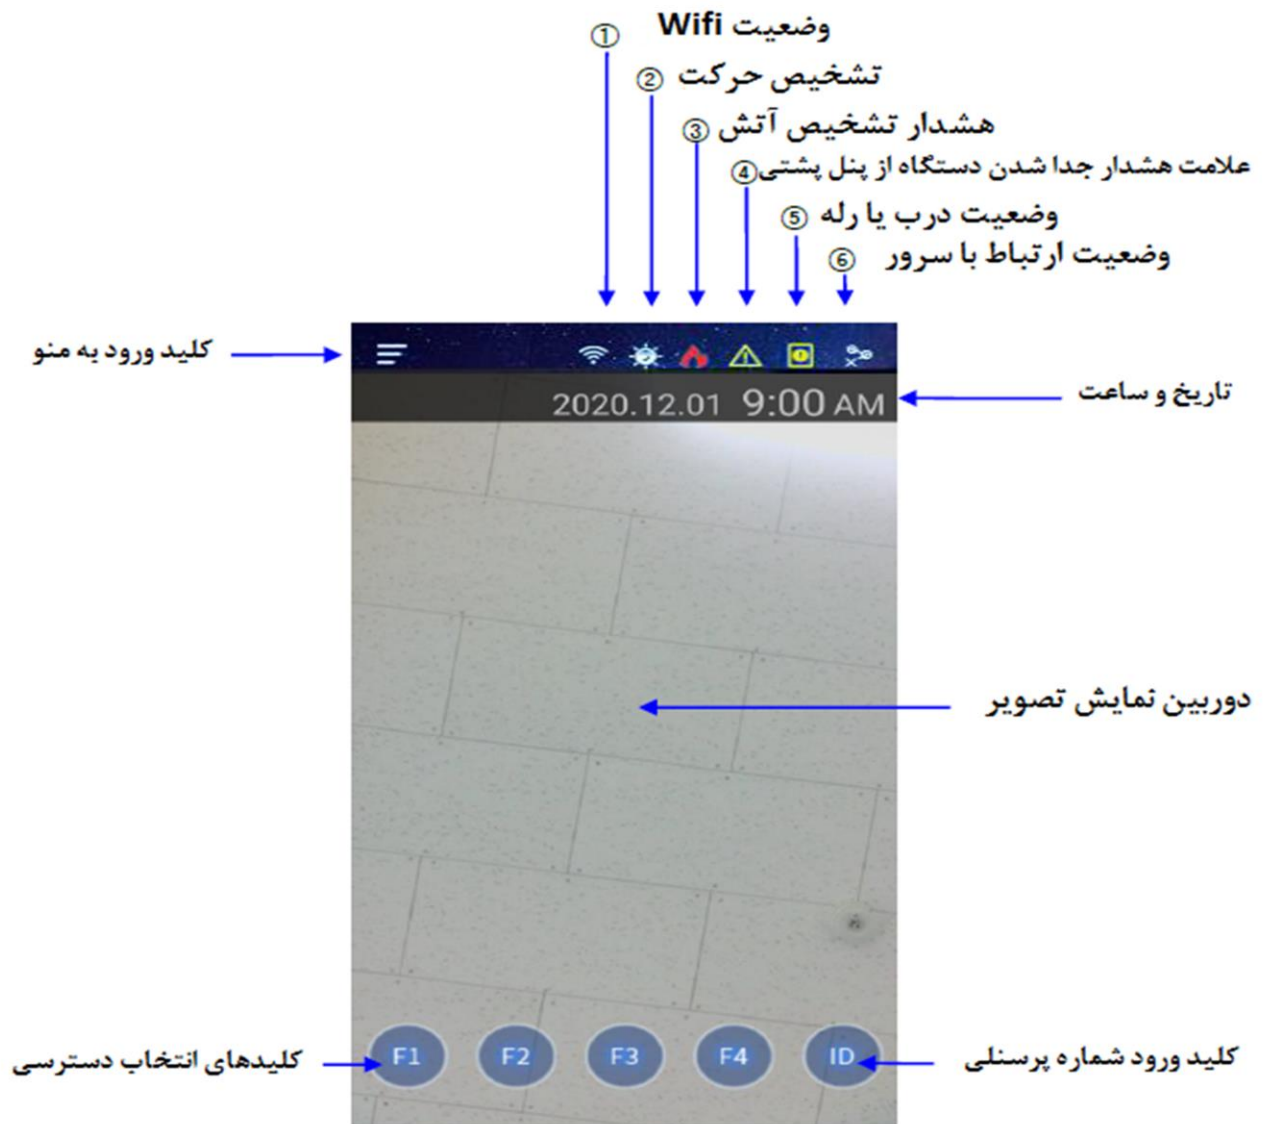 ① وضعیت Wifi
② تشخیص حرکت
③ هشدار تشخیص آتش
④ علامت هشدار جدا شدن دستگاه از پنل پشتی
⑤ وضعیت درب یا رله
⑥ وضعیت ارتباط با سرور
کلید ورود به منو
تاریخ و ساعت
2020.12.01 9:00 AM
دوربین نمایش تصویر
کلیدهای انتخاب دسترسی
F1 F2 F3 F4 ID
کلید ورود شماره پرسنلی